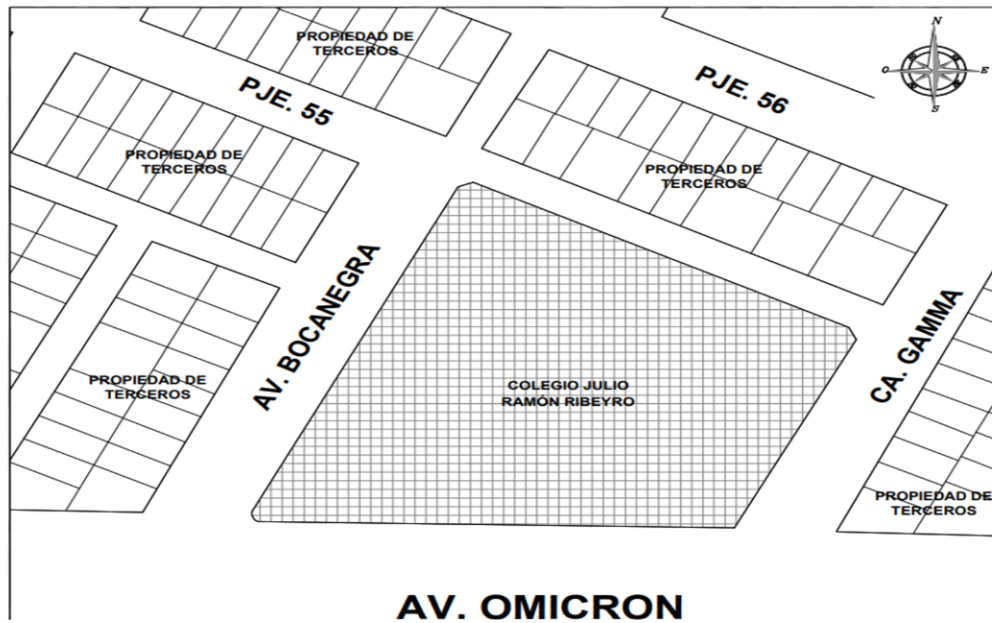 PROPIEDAD DE
TERCEROS
N
O
E
S
PJE. 55
PJE. 56
PROPIEDAD DE
TERCEROS
PROPIEDAD DE
TERCEROS
AV. BOCANEGRA
CA. GAMMA
PROPIEDAD DE
TERCEROS
COLEGIO JULIO
RAMÓN RIBEYRO
PROPIEDAD DE
TERCEROS
AV. OMICRON